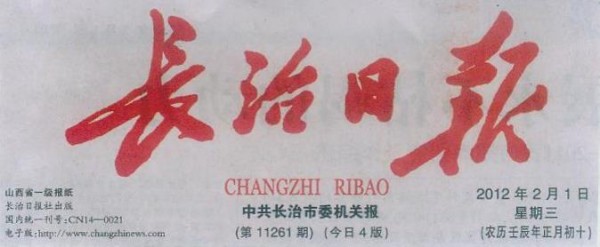 长治日报
CHANGZHI RIBAO
中共长治市委机关报
(第11261期)(今日4版)
山西省一级报纸
长治日报社出版
国内统一刊号:CN14—0021
电子版:http://www.changzhinews.com
2012年2月1日
星期三
(农历壬辰年正月初十)